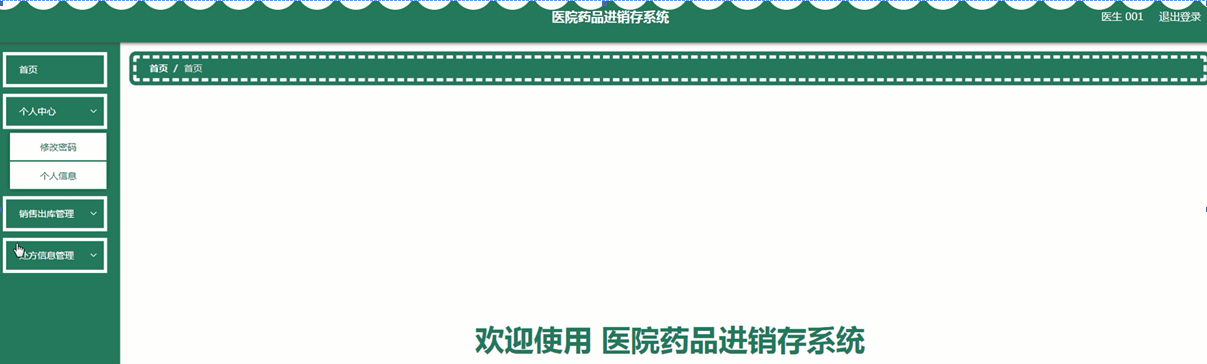 医院药品进销存系统
医生 001 退出登录
首页
首页 / 首页
个人中心
修改密码
个人信息
销售出库管理
处方信息管理
欢迎使用 医院药品进销存系统